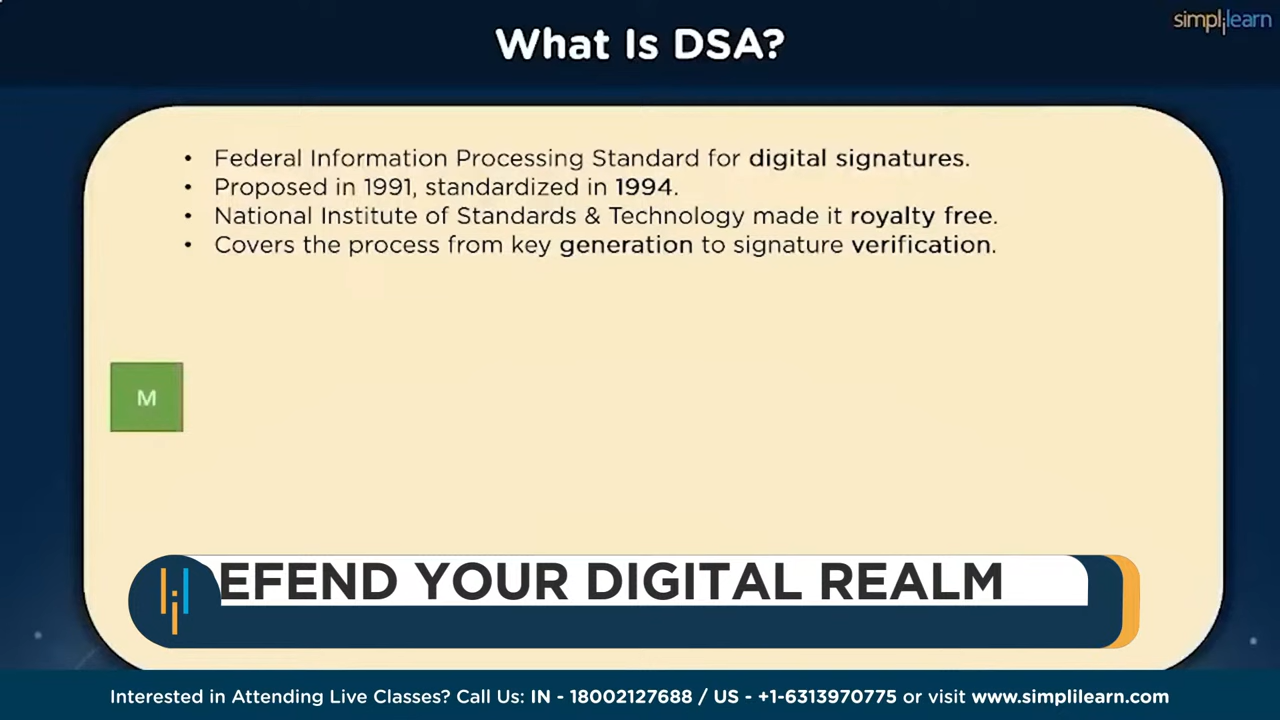 simplilearn
What Is DSA?
• Federal Information Processing Standard for digital signatures.
• Proposed in 1991, standardized in 1994.
• National Institute of Standards & Technology made it royalty free.
• Covers the process from key generation to signature verification.
M
EFEND YOUR DIGITAL REALM
Interested in Attending Live Classes? Call Us: IN - 18002127688 / US - +1-6313970775 or visit www.simplilearn.com